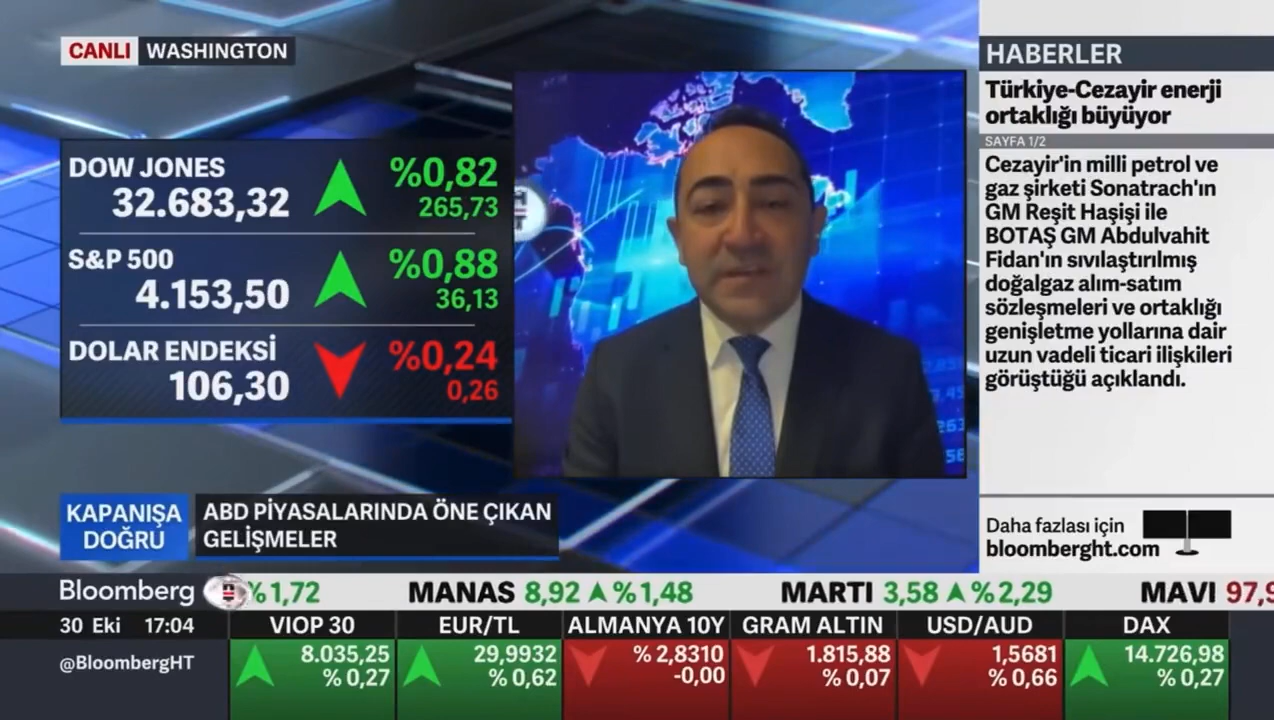 CANLI WASHINGTON
DOW JONES
32.683,32 %0,82
265,73
S&P 500
4.153,50 %0,88
36,13
DOLAR ENDEKSİ
106,30 %0,24
0,26
KAPANIŞA
DOĞRU
ABD PİYASALARINDA ÖNE ÇIKAN
GELİŞMELER
HABERLER
Türkiye-Cezayir enerji
ortaklığı büyüyor
SAYFA 1/2
Cezayir'in milli petrol ve
gaz şirketi Sonatrach'ın
GM Reşit Haşişi ile
BOTAŞ GM Abdulvahit
Fidan'ın sıvılaştırılmış
doğalgaz alım-satım
sözleşmeleri ve ortaklığı
genişletme yollarına dair
uzun vadeli ticari ilişkileri
görüştüğü açıklandı.
Daha fazlası için
bloomberght.com
Bloomberg HT %1,72 MANAS 8,92 %1,48 MARTI 3,58 %2,29 MAVI 97,9
30 Eki 17:04
@BloombergHT
VIOP 30
8.035,25
% 0,27
EUR/TL
29,9932
% 0,62
ALMANYA 10Y
% 2,8310
-0,00
GRAM ALTIN
1.815,88
% 0,07
USD/AUD
1,5681
% 0,66
DAX
14.726,98
% 0,27